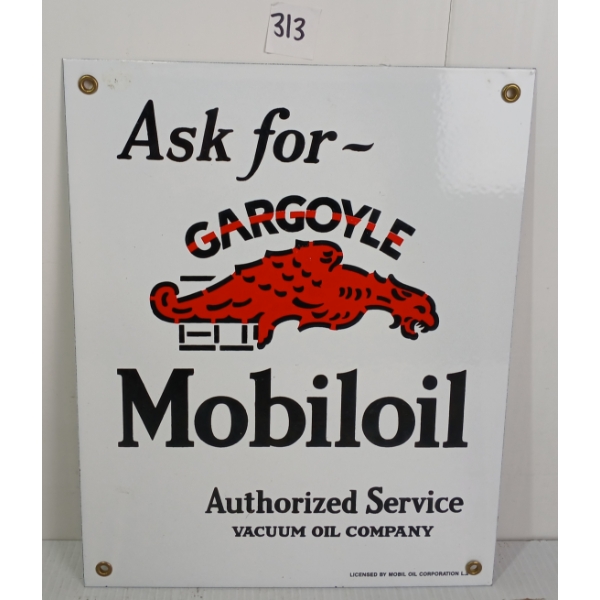 313
Ask for~
GARGOYLE
Mobiloil
Authorized Service
VACUUM OIL COMPANY
LICENSED BY MOBIL OIL CORPORATION